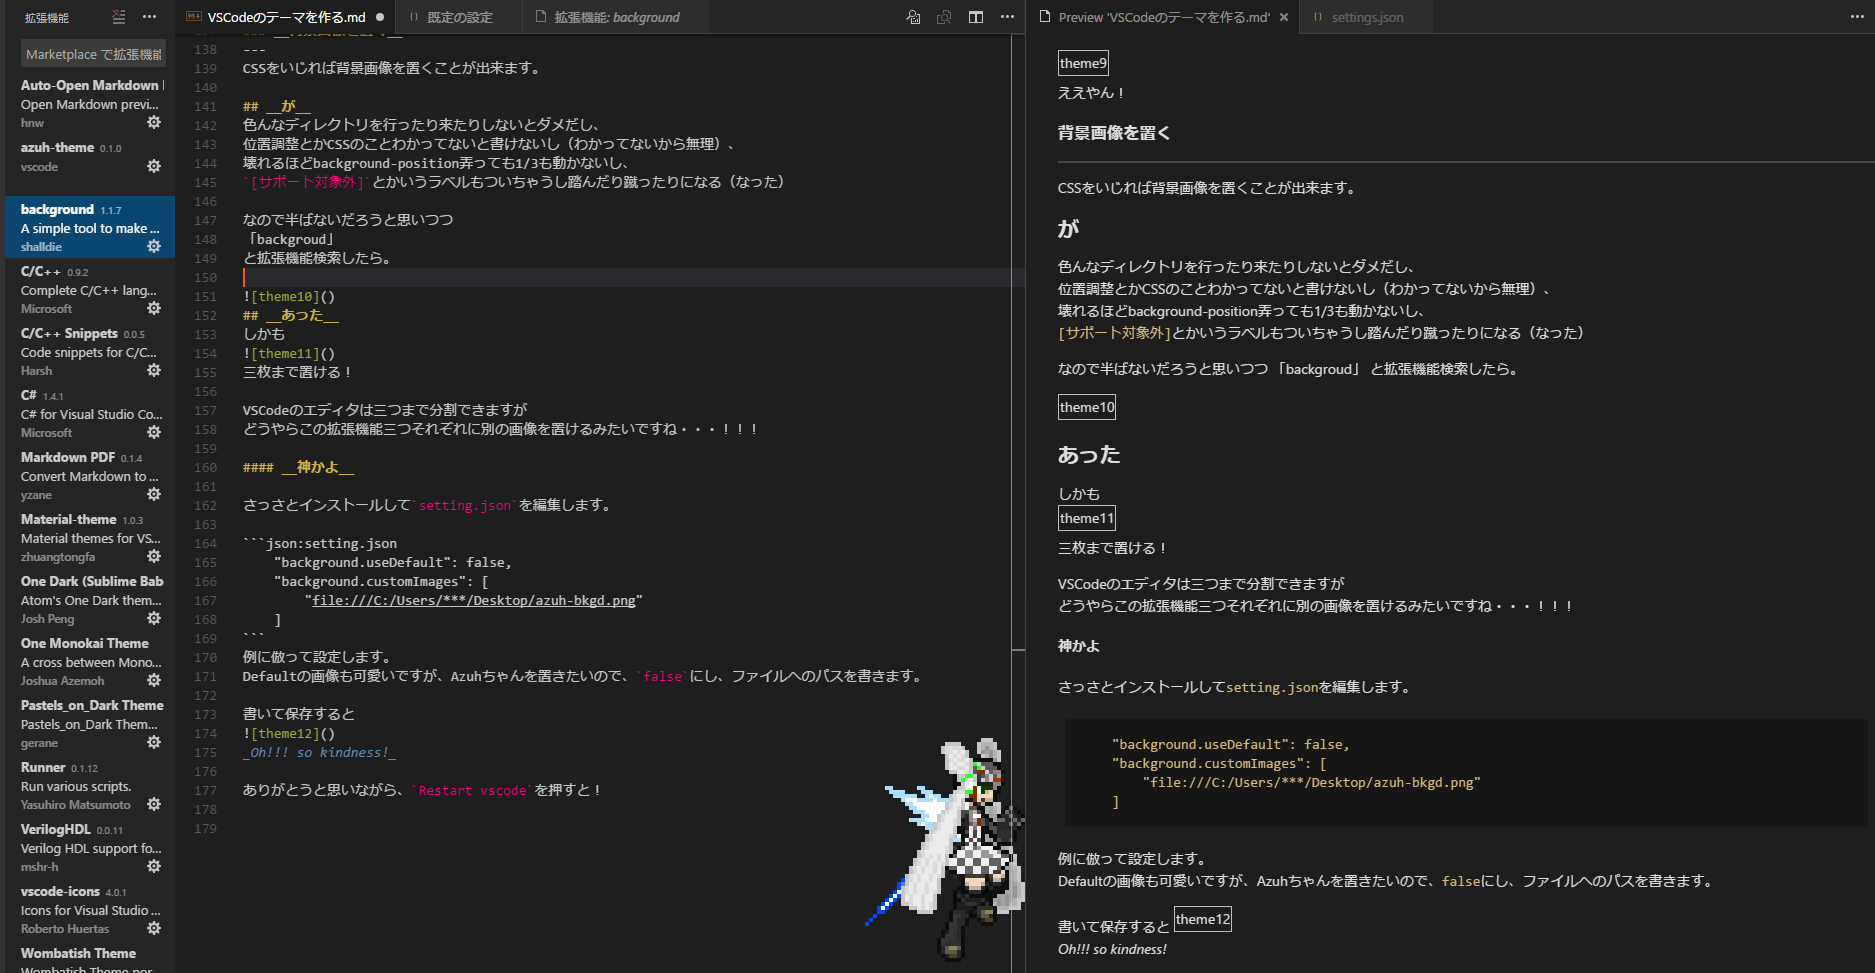 拡張機能
Marketplace で拡張機能
Auto-Open Markdown
Open Markdown previ...
hnw
azuh-theme 0.1.0
vscode
background 1.1.7
A simple tool to make ...
shalldie
C/C++ 0.9.2
Complete C/C++ lang...
Microsoft
C/C++ Snippets 0.0.5
Code snippets for C/C...
Harsh
C# 1.4.1
C# for Visual Studio Co...
Microsoft
Markdown PDF 0.1.4
Convert Markdown to ...
yzane
Material-theme 1.0.3
Material themes for VS...
zhuangtongfa
One Dark (Sublime Bab
Atom's One Dark them...
Josh Peng
One Monokai Theme
A cross between Mono...
Joshua Azemoh
Pastels_on_Dark Theme
Pastels_on_Dark Them...
gerane
Runner 0.1.12
Run various scripts.
Yasuhiro Matsumoto
VerilogHDL 0.0.11
Verilog HDL support fo...
mshr-h
vscode-icons 4.0.1
Icons for Visual Studio ...
Roberto Huertas
Wombatish Theme
VSCodeのテーマを作る.md
既定の設定
拡張機能: background
138 ---
139 CSSをいじれば背景画像を置くことが出来ます。
140
141 ## __が__
142 色んなディレクトリを行ったり来たりしないとダメだし、
143 位置調整とかCSSのことわかってないと書けないし（わかってないから無理）、
144 壊れるほどbackground-position弄っても1/3も動かないし、
145 `[サポート対象外]`とかいうラベルもついちゃうし踏んだり蹴ったりになる（なった）
146
147 なので半ばないだろうと思いつつ
148 「backgroud」
149 と拡張機能検索したら。
150
151 ![theme10]()
152 ## __あった__
153 しかも
154 ![theme11]()
155 三枚まで置ける！
156
157 VSCodeのエディタは三つまで分割できますが
158 どうやらこの拡張機能三つそれぞれに別の画像を置けるみたいですね・・・！！！
159
160 #### __神かよ__
161
162 さっさとインストールして`setting.json`を編集します。
163
164 ```json:setting.json
165 "background.useDefault": false,
166 "background.customImages": [
167 "file:///C:/Users/***/Desktop/azuh-bkgd.png"
168 ]
169 ```
170 例に倣って設定します。
171 Defaultの画像も可愛いですが、Azuhちゃんを置きたいので、`false`にし、ファイルへのパスを書きます。
172
173 書いて保存すると
174 ![theme12]()
175 _Oh!!! so kindness!_
176
177 ありがとうと思いながら、`Restart vscode`を押すと！
178
179
Preview 'VSCodeのテーマを作る.md'
settings.json
theme9
ええやん！
背景画像を置く
CSSをいじれば背景画像を置くことが出来ます。
が
色んなディレクトリを行ったり来たりしないとダメだし、
位置調整とかCSSのことわかってないと書けないし（わかってないから無理）、
壊れるほどbackground-position弄っても1/3も動かないし、
[サポート対象外]とかいうラベルもついちゃうし踏んだり蹴ったりになる（なった）
なので半ばないだろうと思いつつ 「backgroud」 と拡張機能検索したら。
theme10
あった
しかも
theme11
三枚まで置ける！
VSCodeのエディタは三つまで分割できますが
どうやらこの拡張機能三つそれぞれに別の画像を置けるみたいですね・・・！！！
神かよ
さっさとインストールしてsetting.jsonを編集します。
"background.useDefault": false,
"background.customImages": [
"file:///C:/Users/***/Desktop/azuh-bkgd.png"
]
例に倣って設定します。
Defaultの画像も可愛いですが、Azuhちゃんを置きたいので、falseにし、ファイルへのパスを書きます。
書いて保存すると theme12
Oh!!! so kindness!